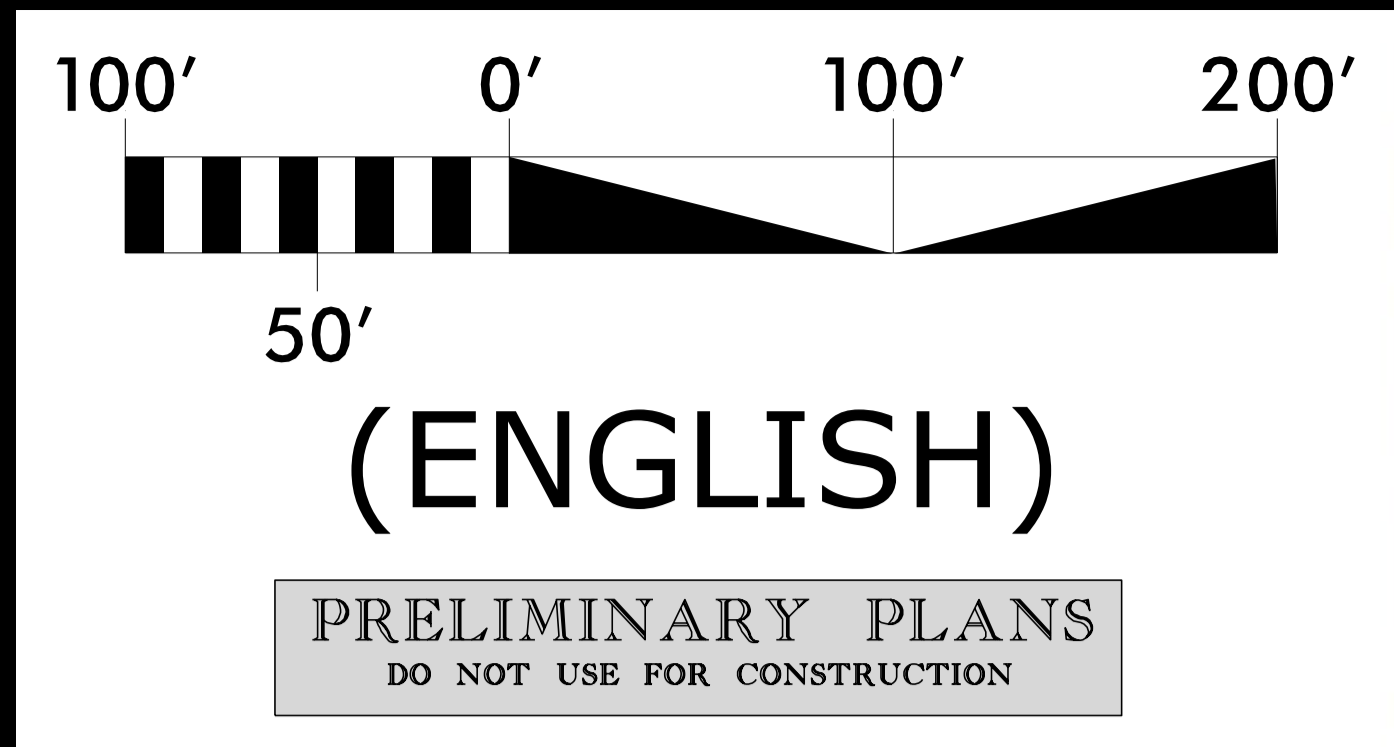 100′ 0′ 100′ 200′
50′
(ENGLISH)
PRELIMINARY PLANS
DO NOT USE FOR CONSTRUCTION